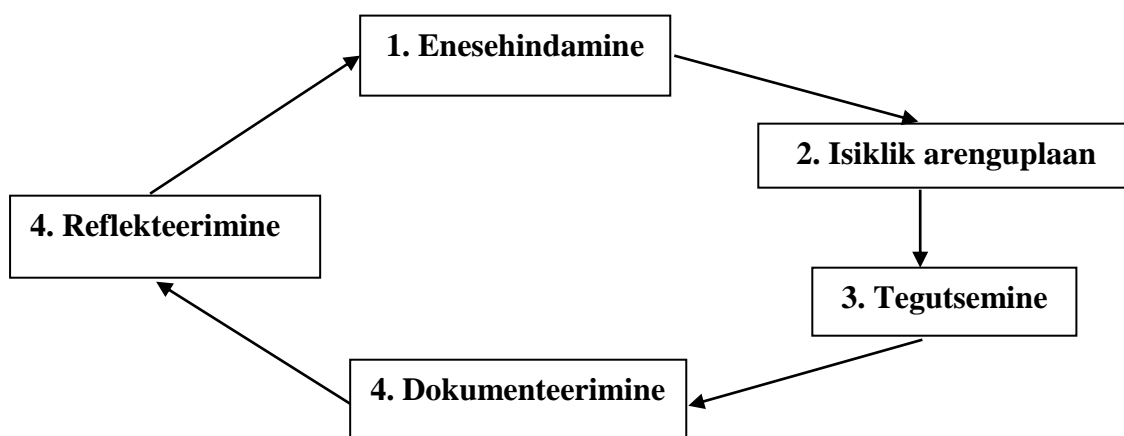 1. Enesehindamine
2. Isiklik arenguplaan
3. Tegutsemine
4. Dokumenteerimine
4. Reflekteerimine